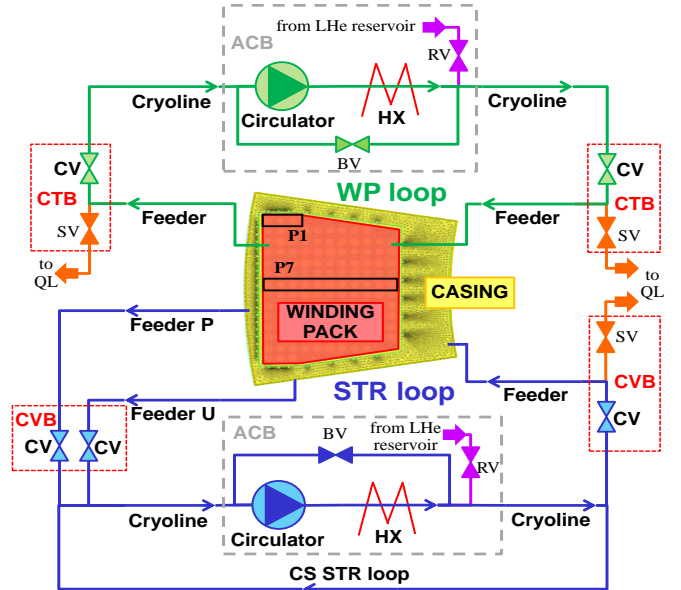 from LHe reservoir
ACB
RV
Cryoline
Circulator
HX
Cryoline
BV
CV
CTB
SV
to
QL
Feeder
WP loop
Feeder
CV
CTB
SV
to
QL
P1
P7
WINDING
PACK
CASING
Feeder P
STR loop
SV
CVB
CV
Feeder
Feeder U
CVB
CV
CV
ACB
BV
from LHe
reservoir
RV
Cryoline
Circulator
HX
Cryoline
CS STR loop